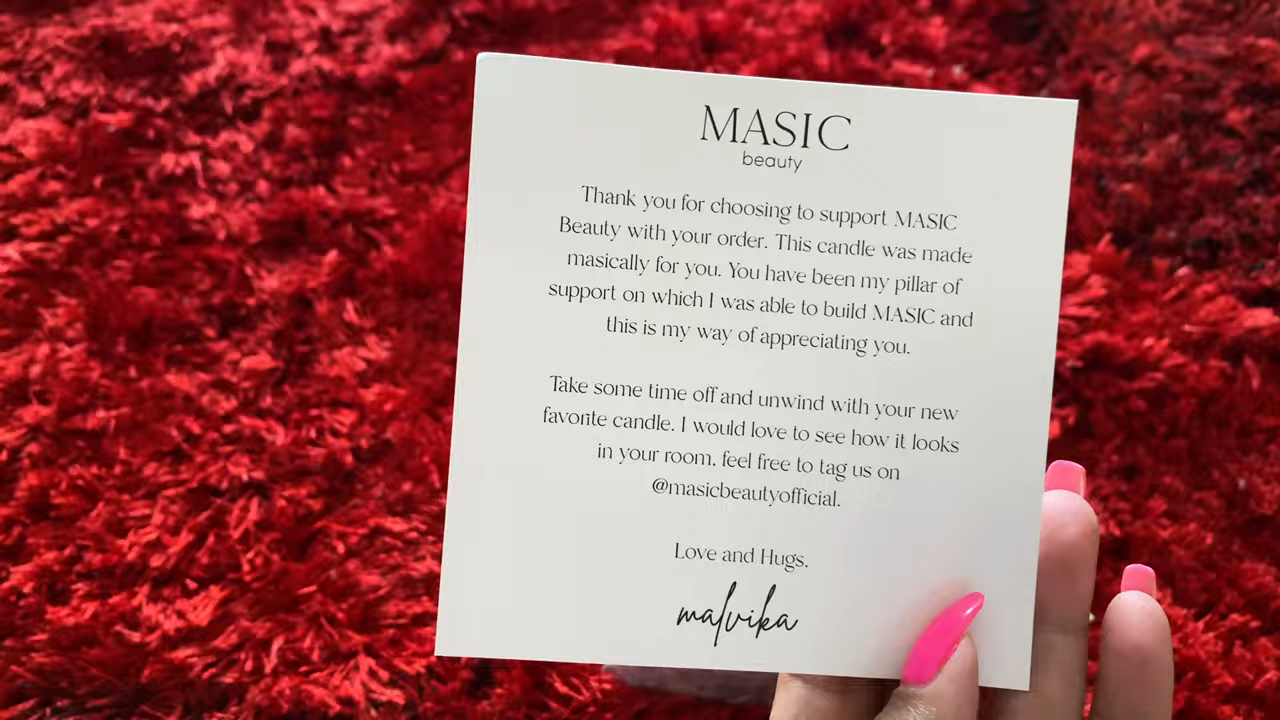 MASIC
beauty
Thank you for choosing to support MASIC
Beauty with your order. This candle was made
masically for you. You have been my pillar of
support on which I was able to build MASIC and
this is my way of appreciating you.
Take some time off and unwind with your new
favorite candle. I would love to see how it looks
in your room. feel free to tag us on
@masicbeautyofficial.
Love and Hugs.
malvika